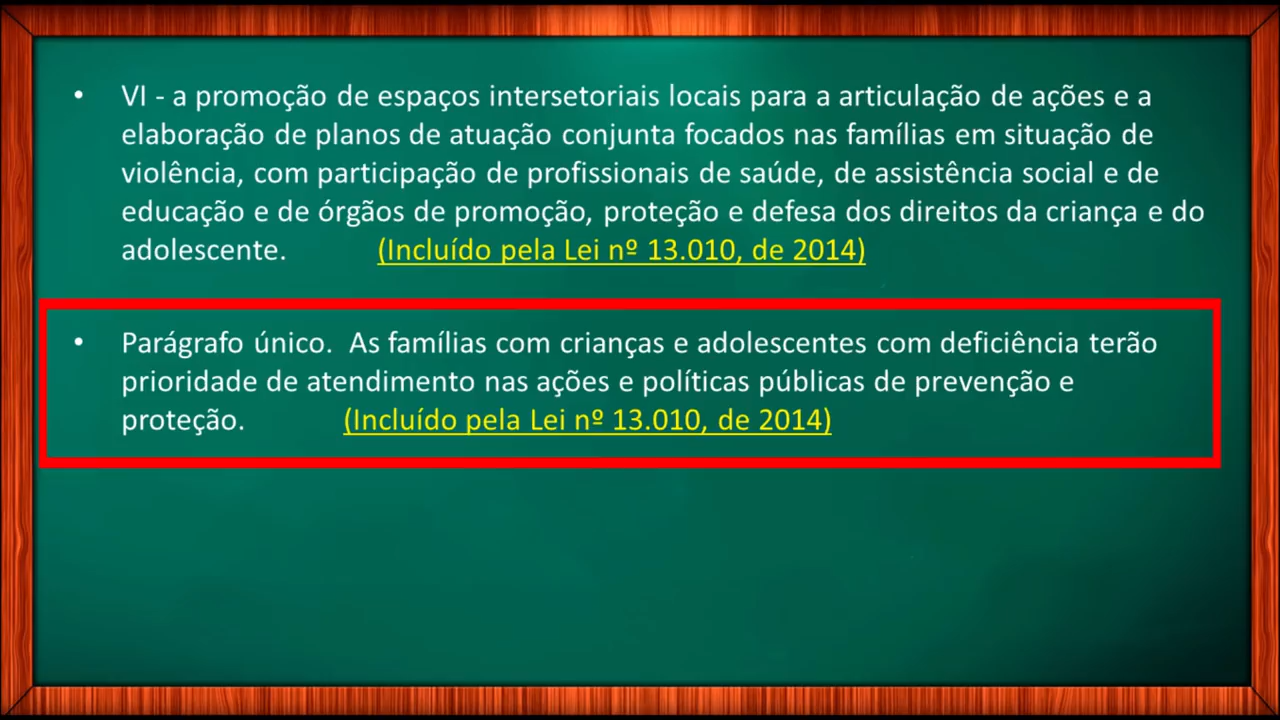 • VI - a promoção de espaços intersetoriais locais para a articulação de ações e a
elaboração de planos de atuação conjunta focados nas famílias em situação de
violência, com participação de profissionais de saúde, de assistência social e de
educação e de órgãos de promoção, proteção e defesa dos direitos da criança e do
adolescente. (Incluído pela Lei nº 13.010, de 2014)
• Parágrafo único. As famílias com crianças e adolescentes com deficiência terão
prioridade de atendimento nas ações e políticas públicas de prevenção e
proteção. (Incluído pela Lei nº 13.010, de 2014)